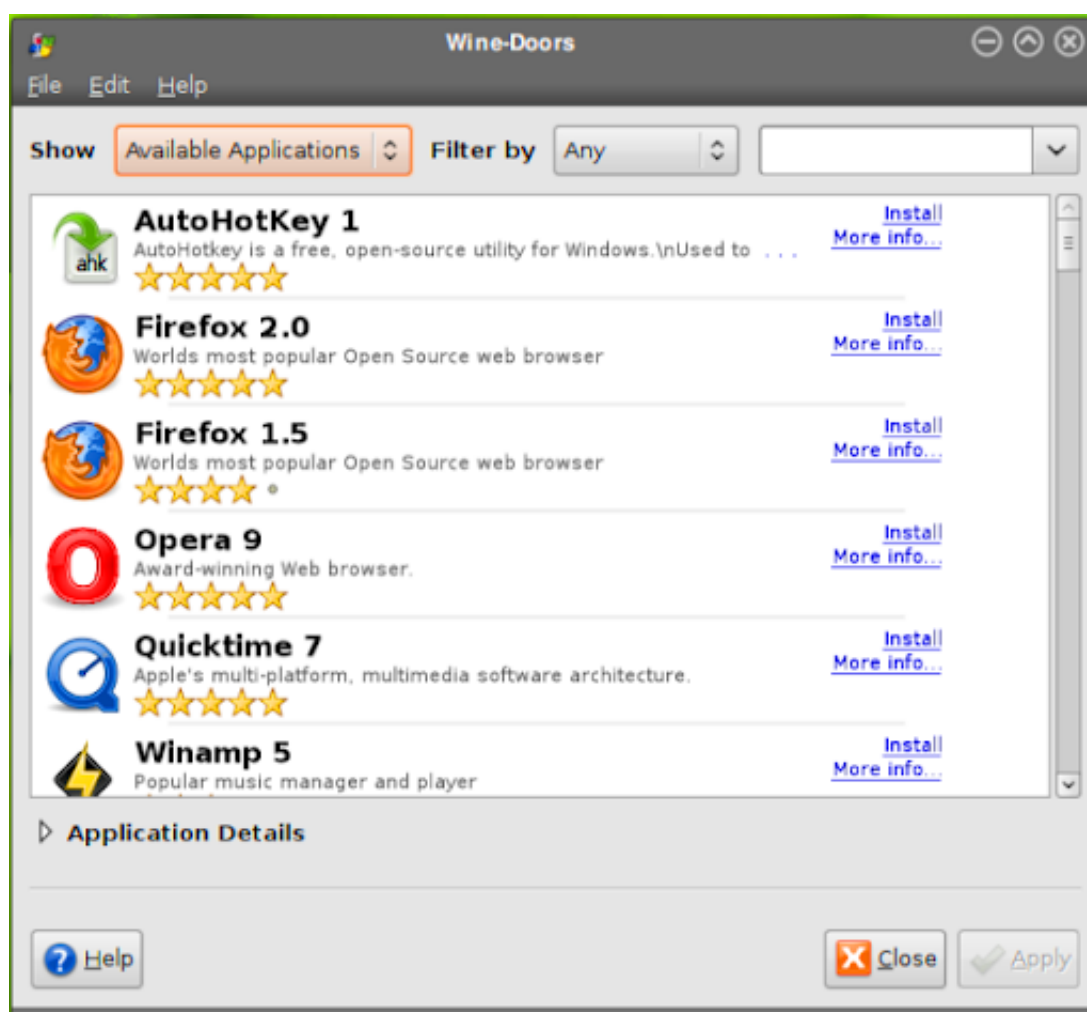 Wine-Doors
File Edit Help
Show Available Applications Filter by Any
AutoHotKey 1 Install
AutoHotkey is a free, open-source utility for Windows.\nUsed to ... More info...
ahk
Firefox 2.0 Install
Worlds most popular Open Source web browser More info...
Firefox 1.5 Install
Worlds most popular Open Source web browser More info...
Opera 9 Install
Award-winning Web browser. More info...
Quicktime 7 Install
Apple's multi-platform, multimedia software architecture. More info...
Winamp 5 Install
Popular music manager and player More info...
Application Details
Help Close Apply